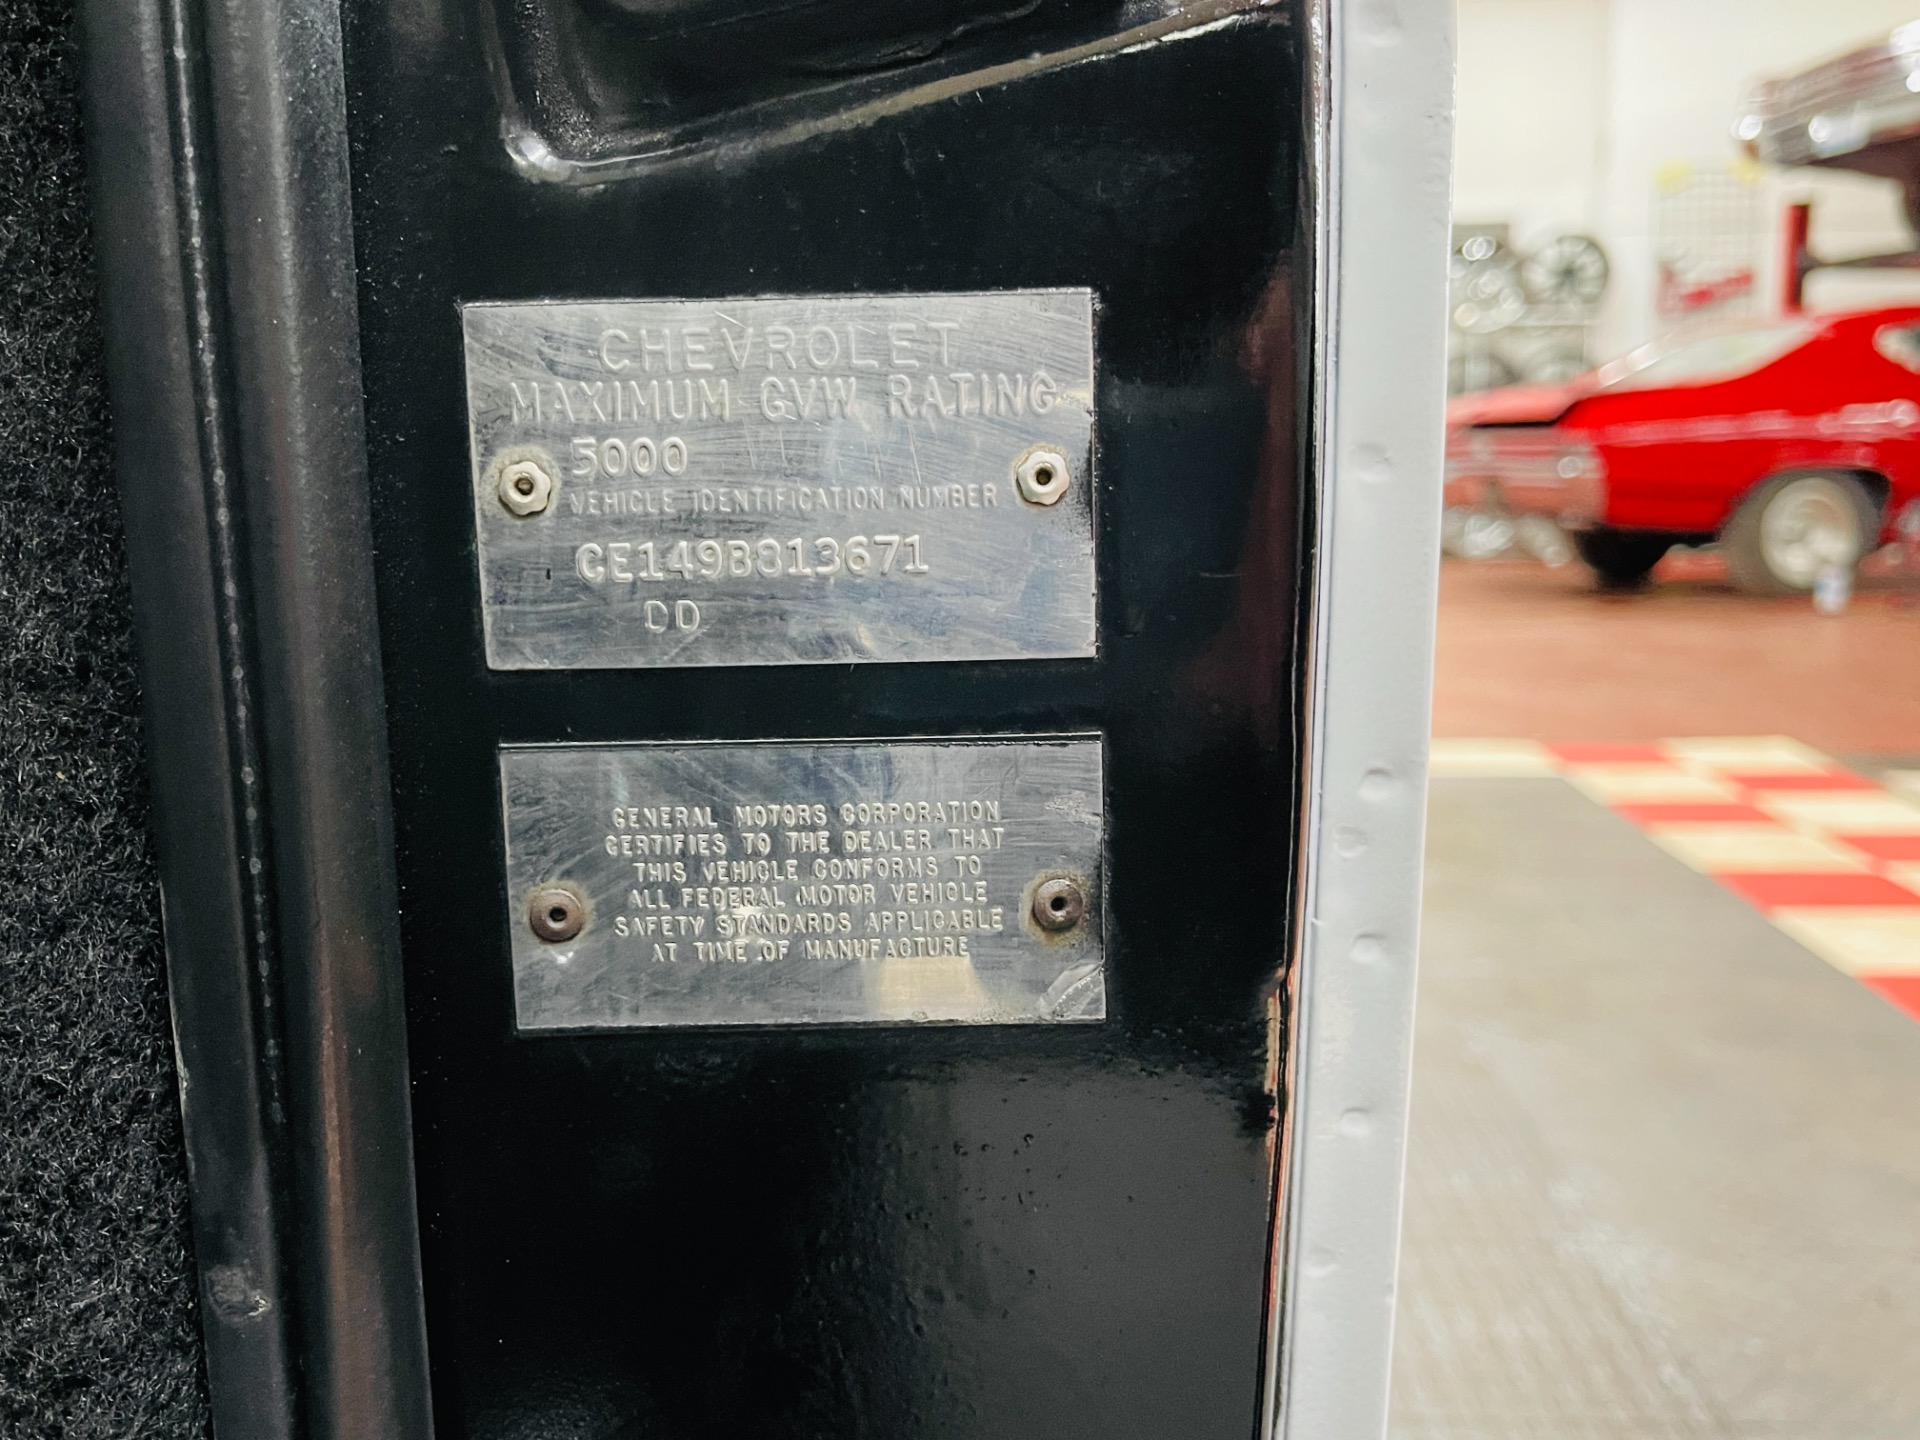 CHEVROLET
MAXIMUM GVW RATING
5000
VEHICLE IDENTIFICATION NUMBER
CE149B813671
DD
GENERAL MOTORS CORPORATION
CERTIFIES TO THE DEALER THAT
THIS VEHICLE CONFORMS TO
ALL FEDERAL MOTOR VEHICLE
SAFETY STANDARDS APPLICABLE
AT TIME OF MANUFACTURE